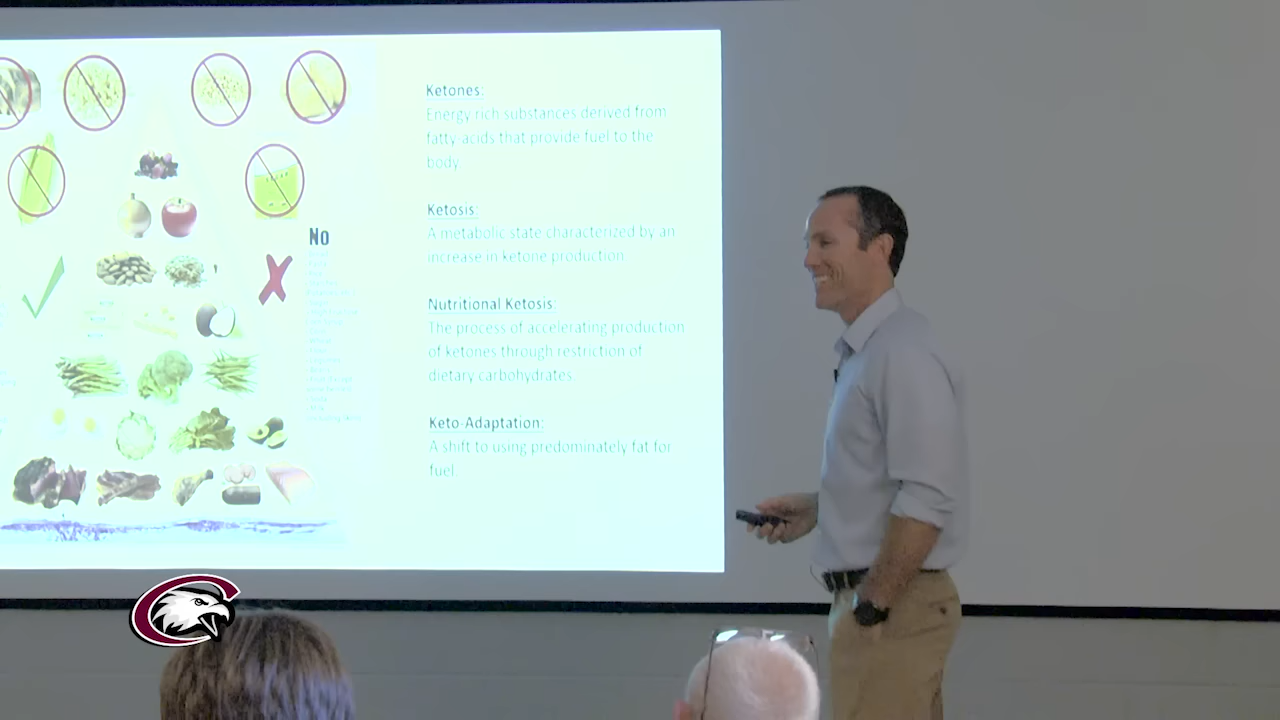 Ketones:
Energy rich substances derived from
fatty-acids that provide fuel to the
body.
Ketosis:
A metabolic state characterized by an
increase in ketone production.
Nutritional Ketosis:
The process of accelerating production
of ketones through restriction of
dietary carbohydrates.
Keto-Adaptation:
A shift to using predominately fat for
fuel.
No